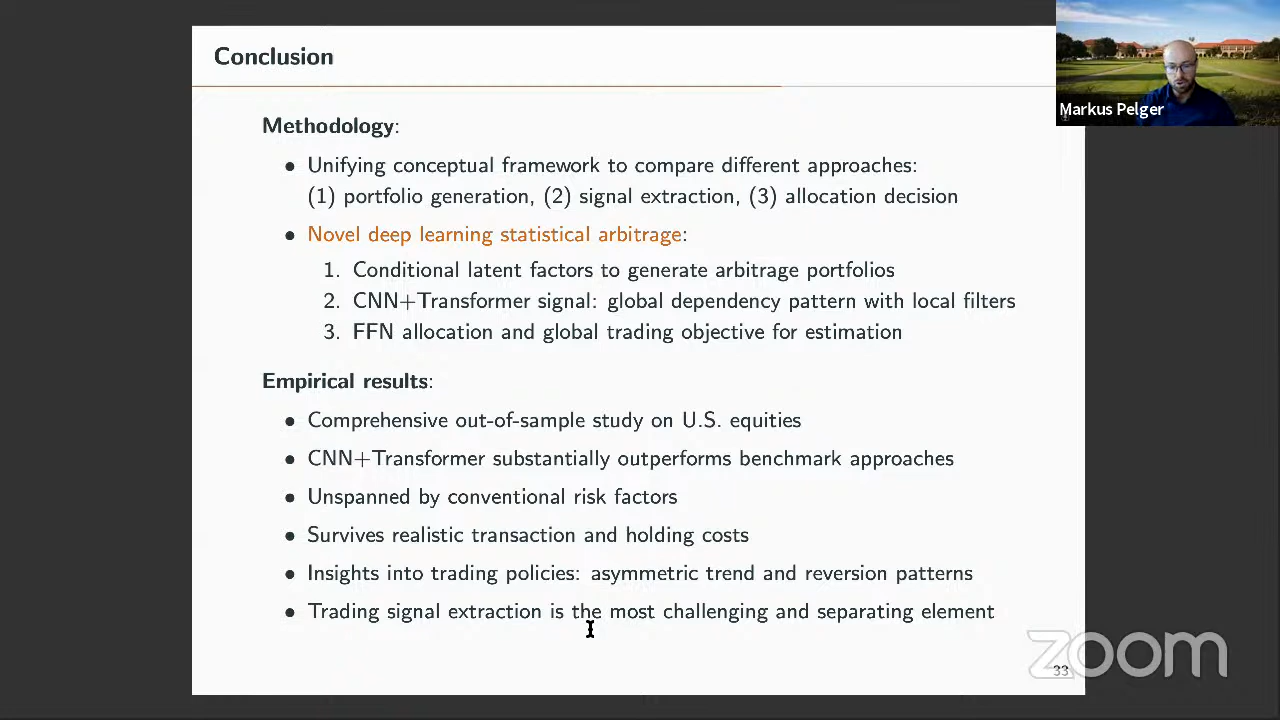 Conclusion
Markus Pelger
Methodology:
• Unifying conceptual framework to compare different approaches:
(1) portfolio generation, (2) signal extraction, (3) allocation decision
• Novel deep learning statistical arbitrage:
1. Conditional latent factors to generate arbitrage portfolios
2. CNN+Transformer signal: global dependency pattern with local filters
3. FFN allocation and global trading objective for estimation
Empirical results:
• Comprehensive out-of-sample study on U.S. equities
• CNN+Transformer substantially outperforms benchmark approaches
• Unspanned by conventional risk factors
• Survives realistic transaction and holding costs
• Insights into trading policies: asymmetric trend and reversion patterns
• Trading signal extraction is the most challenging and separating element
zoom
33